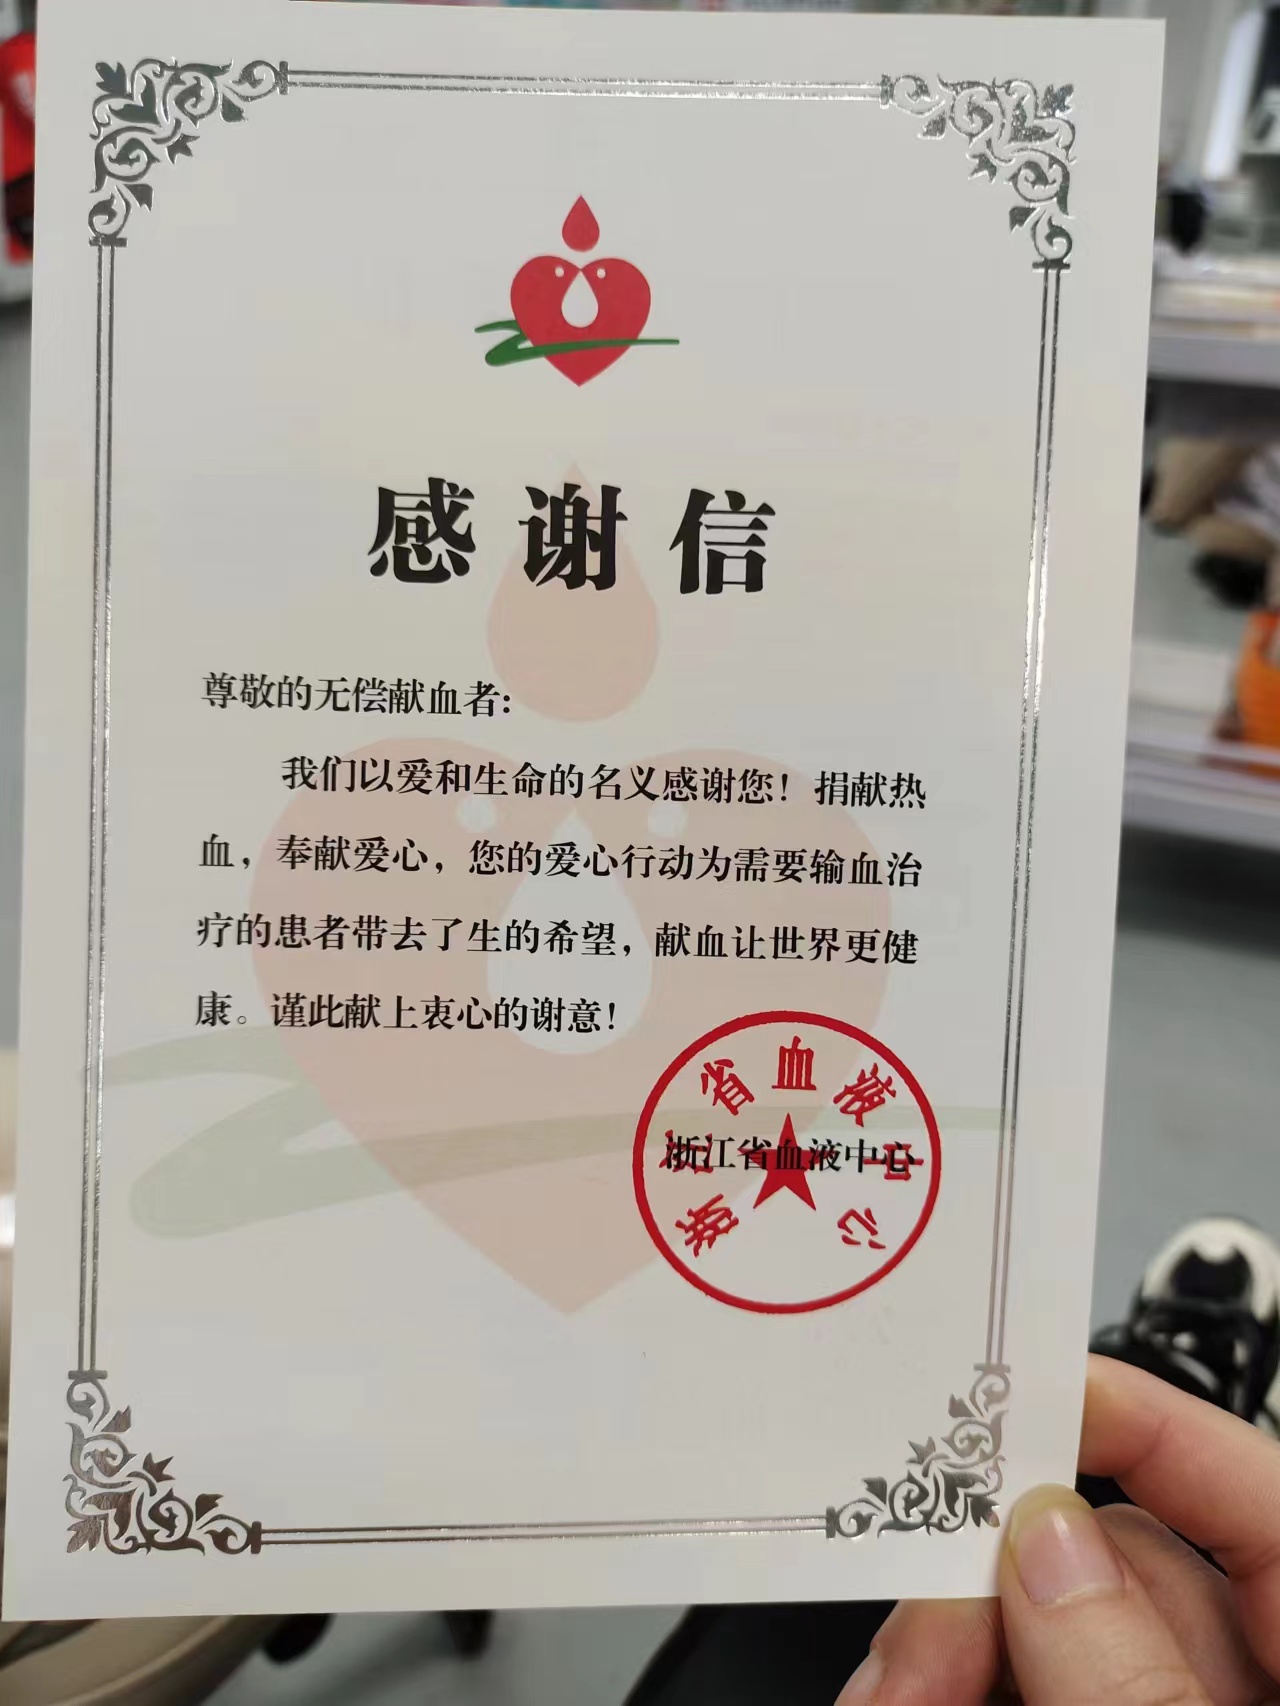 感谢信
尊敬的无偿献血者：
我们以爱和生命的名义感谢您！捐献热
血，奉献爱心，您的爱心行动为需要输血治
疗的患者带去了生的希望，献血让世界更健
康。谨此献上衷心的谢意！
浙江省血液中心
浙江省血液中心